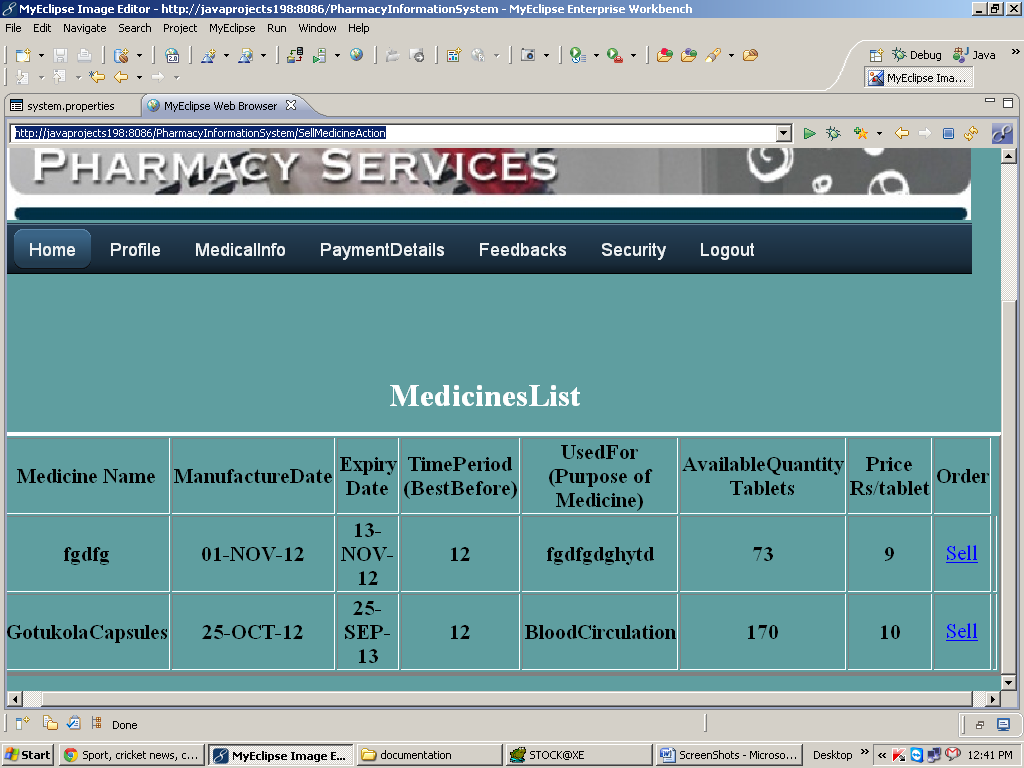 MyEclipse Image Editor - http://javaprojects198:8086/PharmacyInformationSystem - MyEclipse Enterprise Workbench
File Edit Navigate Search Project MyEclipse Run Window Help
2.0
Debug Java »
MyEclipse Ima...
system.properties MyEclipse Web Browser
http://javaprojects198:8086/PharmacyInformationSystem/SellMedicineAction
PHARMACY SERVICES
Home Profile MedicalInfo PaymentDetails Feedbacks Security Logout
MedicinesList
Medicine Name ManufactureDate Expiry Date TimePeriod (BestBefore) UsedFor (Purpose of Medicine) AvailableQuantity Tablets Price Rs/tablet Order
fgdfg 01-NOV-12 13-NOV-12 12 fgdfgdghytd 73 9 Sell
GotukolaCapsules 25-OCT-12 25-SEP-13 12 BloodCirculation 170 10 Sell
Done
Start Sport, cricket news, c... MyEclipse Image E... documentation STOCK@XE ScreenShots - Microso... Desktop » « 12:41 PM